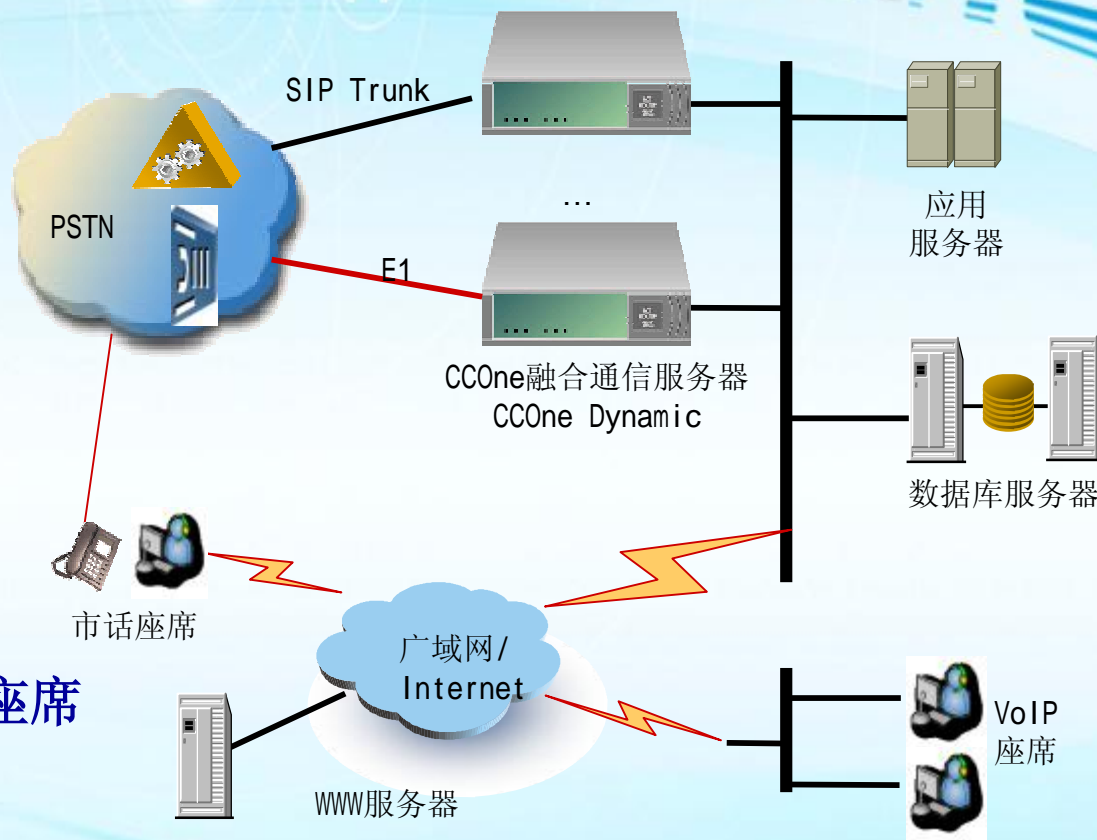 SIP Trunk
PSTN
...
E1
应用
服务器
CCOne融合通信服务器
CCOne Dynamic
数据库服务器
市话座席
广域网/
Internet
座席
VoIP
座席
WWW服务器